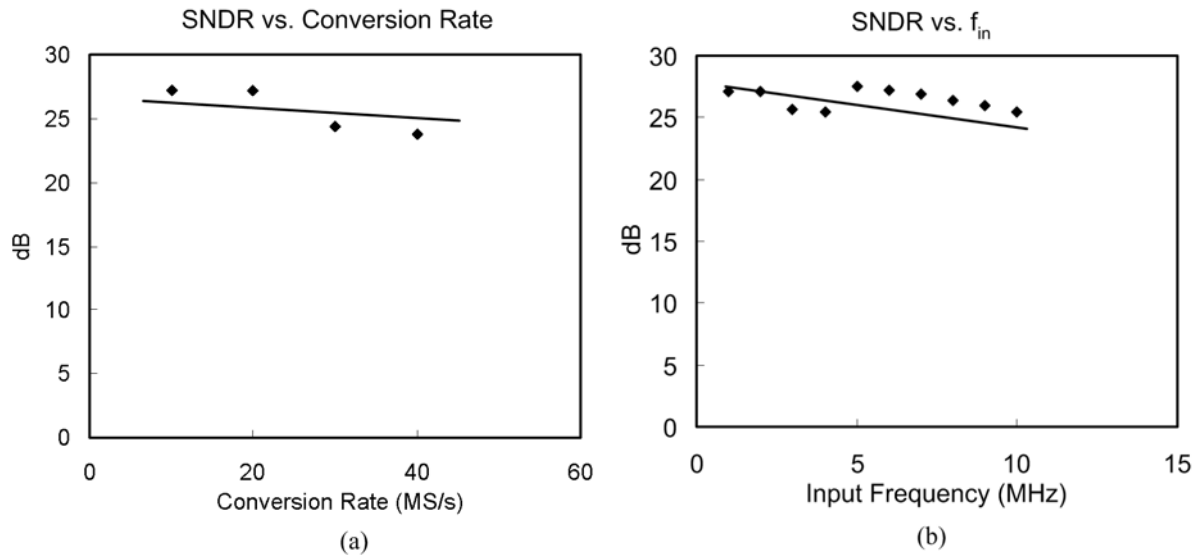 SNDR vs. Conversion Rate
30
25
20
15
10
5
0
dB
0 20 40 60
Conversion Rate (MS/s)
(a)
SNDR vs. fin
30
25
20
15
10
5
0
dB
0 5 10 15
Input Frequency (MHz)
(b)